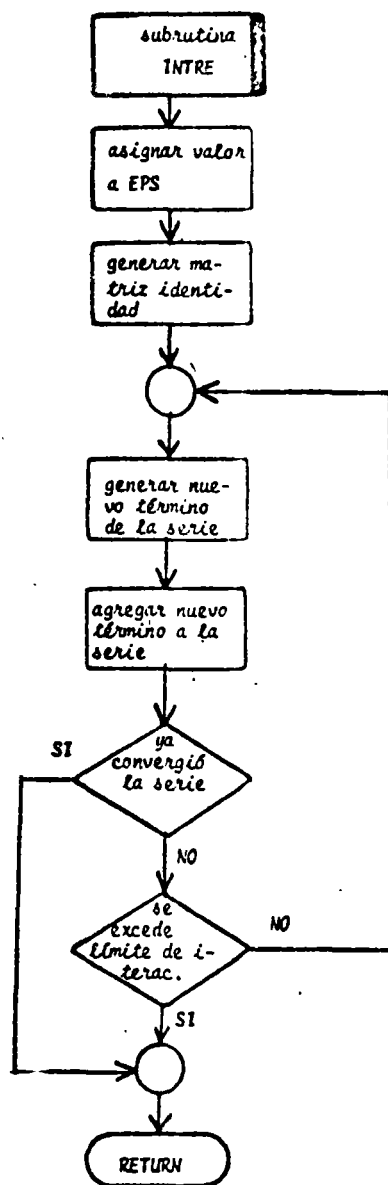 subrutina
INTRE
asignar valor
a EPS
generar ma-
triz identi-
dad
generar nue-
vo término
de la serie
agregar nuevo
término a la
serie
ya
convergió
la serie
SI
NO
se
excede
límite de i-
terac.
NO
SI
RETURN